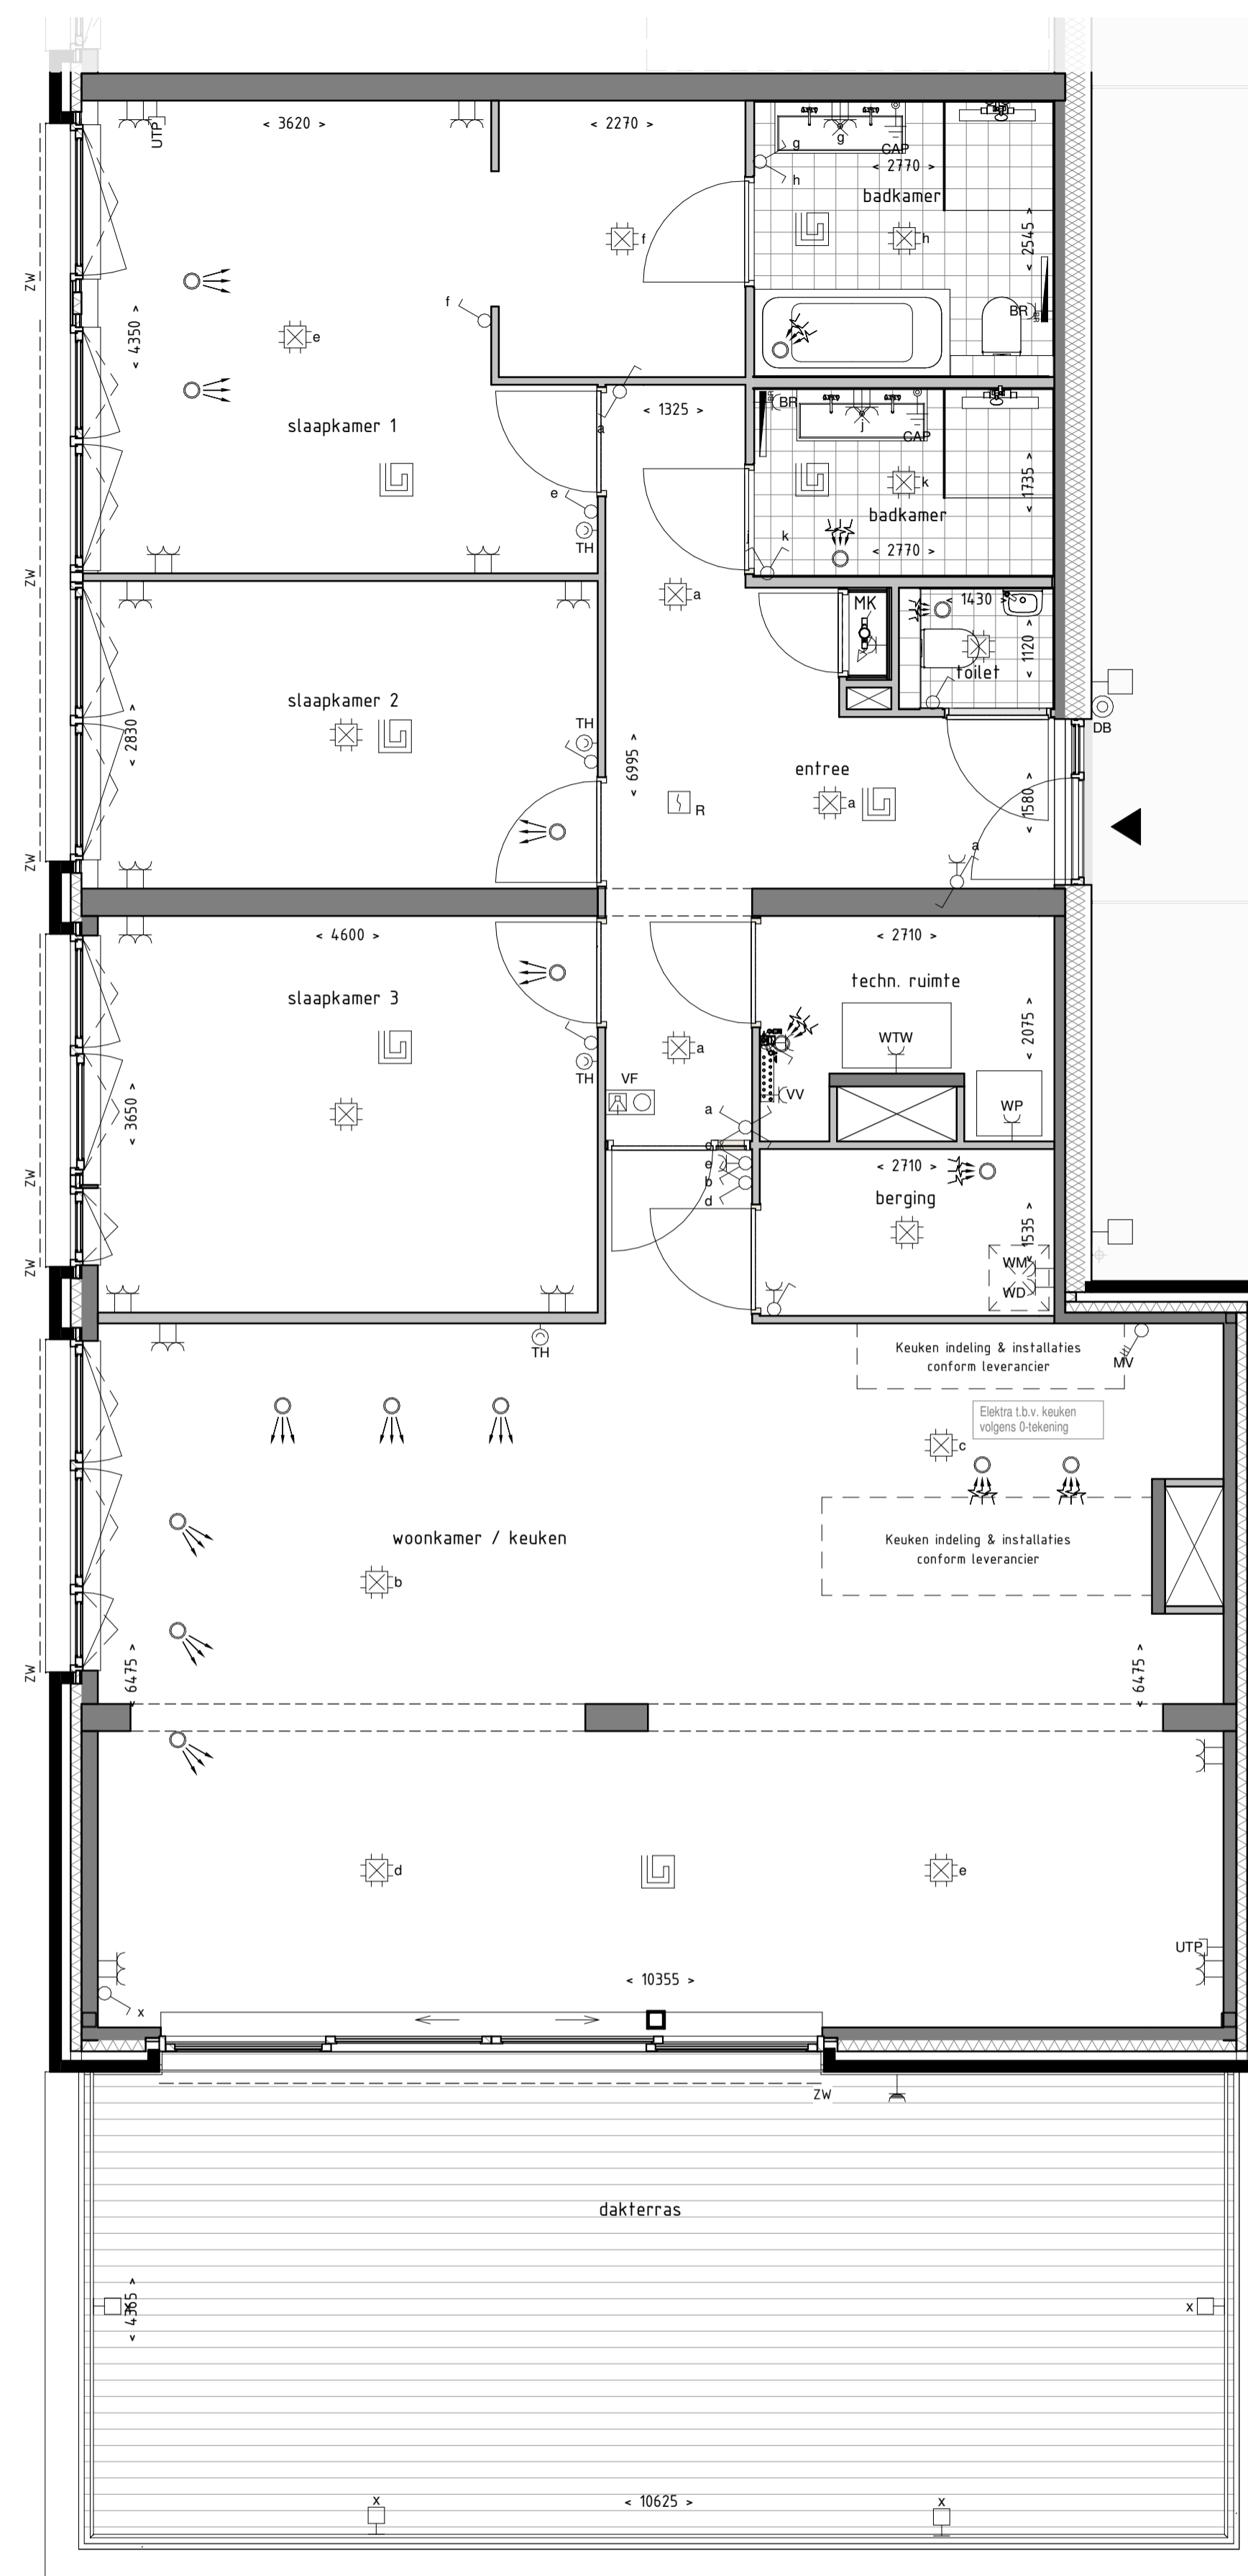 UTP
< 3620 >
< 2270 >
g
g
CAP
< 2770 >
h
badkamer
f
h
< 2545 >
ZW
f
< 4350 >
e
BR
slaapkamer 1
a
< 1325 >
BR
j
CAP
k
< 1735 >
e
badkamer
TH
j
k
< 2770 >
ZW
a
MK
< 1430 >
< 1120 >
toilet
slaapkamer 2
TH
DB
< 2830 >
< 6995 >
entree
R
a
< 1580 >
a
ZW
< 4600 >
< 2710 >
techn. ruimte
slaapkamer 3
< 2075 >
WTW
a
TH
VF
VV
WP
< 3650 >
a
c
e
b
d
< 2710 >
berging
ZW
< 1535 >
WM
WD
ZW
TH
Keuken indeling & installaties
conform leverancier
MV
Elektra t.b.v. keuken
volgens 0-tekening
c
woonkamer / keuken
Keuken indeling & installaties
conform leverancier
b
ZW
< 6475 >
< 6475 >
d
e
UTP
< 10355 >
x
ZW
dakterras
x
< 4365 >
x
x
< 10625 >
x